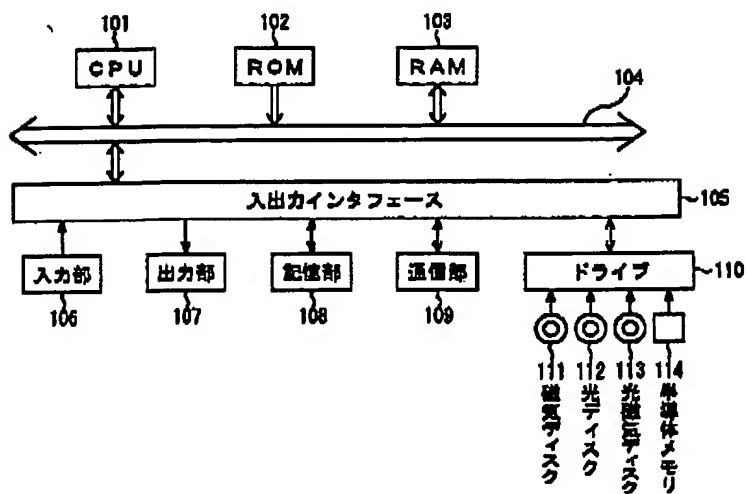 101
102
103
CPU
ROM
RAM
104
入出力インタフェース
105
入力部
出力部
記憶部
通信部
ドライブ
110
106
107
108
109
111
112
113
114
磁気ディスク
光ディスク
光磁気ディスク
半導体メモリ